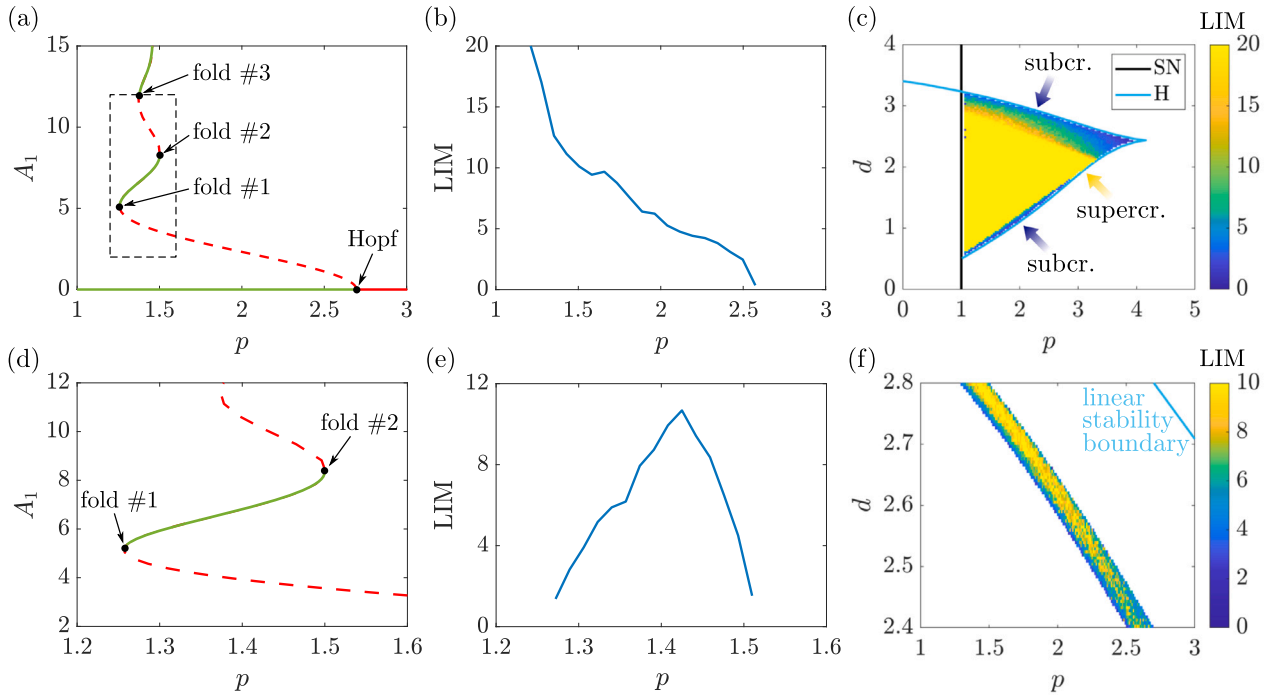 (a)
15
10
5
0
A1
fold #3
fold #2
fold #1
Hopf
1 1.5 2 2.5 3
p
(b)
20
15
10
5
0
LIM
1 1.5 2 2.5 3
p
(c)
LIM
4
3
2
1
0
d
subcr.
SN
H
supercr.
subcr.
0 1 2 3 4 5
p
20
15
10
5
0
(d)
12
10
8
6
4
2
A1
fold #2
fold #1
1.2 1.3 1.4 1.5 1.6
p
(e)
12
8
4
0
LIM
1.2 1.3 1.4 1.5 1.6
p
(f)
LIM
2.8
2.7
2.6
2.5
2.4
d
linear
stability
boundary
1 1.5 2 2.5 3
p
10
8
6
4
2
0